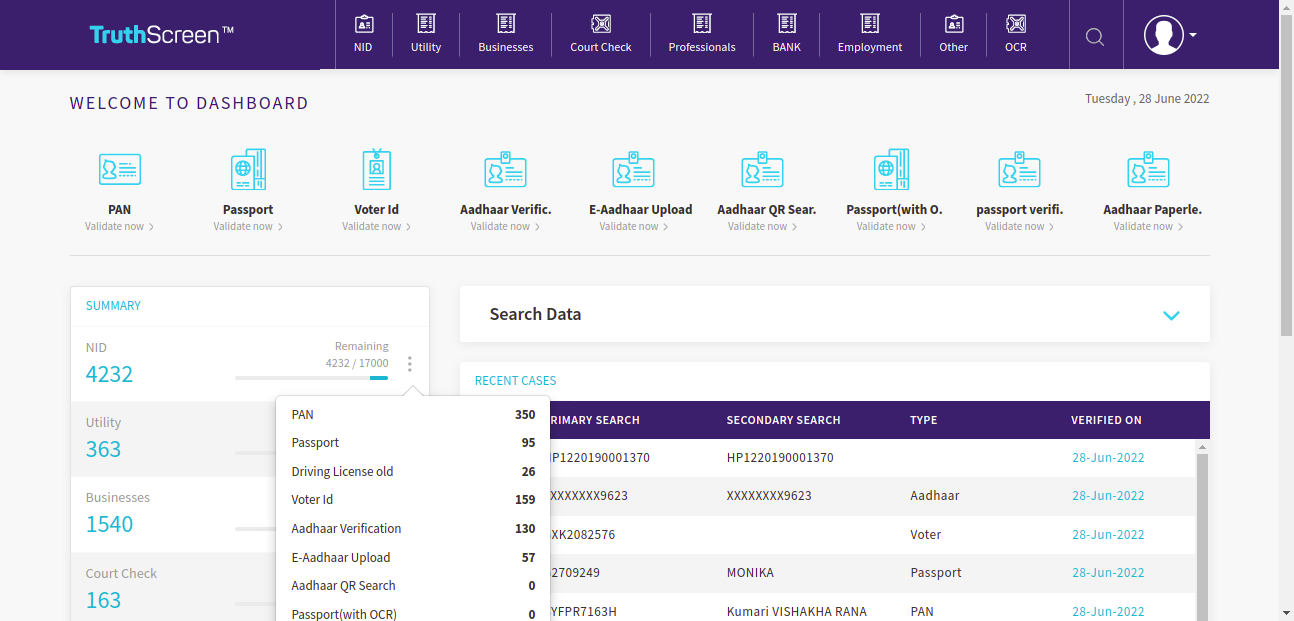 TruthScreen™
NID
Utility
Businesses
Court Check
Professionals
BANK
Employment
Other
OCR
WELCOME TO DASHBOARD
Tuesday , 28 June 2022
PAN
Validate now
Passport
Validate now
Voter Id
Validate now
Aadhaar Verific.
Validate now
E-Aadhaar Upload
Validate now
Aadhaar QR Sear.
Validate now
Passport(with O.
Validate now
passport verifi.
Validate now
Aadhaar Paperle.
Validate now
SUMMARY
NID
4232
Remaining
4232 / 17000
Utility
363
Businesses
1540
Court Check
163
PAN 350
Passport 95
Driving License old 26
Voter Id 159
Aadhaar Verification 130
E-Aadhaar Upload 57
Aadhaar QR Search 0
Passport(with OCR) 0
Search Data
RECENT CASES
RIMARY SEARCH SECONDARY SEARCH TYPE VERIFIED ON
P1220190001370 HP1220190001370 28-Jun-2022
XXXXXXX9623 XXXXXXXX9623 Aadhaar 28-Jun-2022
XK2082576 Voter 28-Jun-2022
2709249 MONIKA Passport 28-Jun-2022
YFPR7163H Kumari VISHAKHA RANA PAN 28-Jun-2022